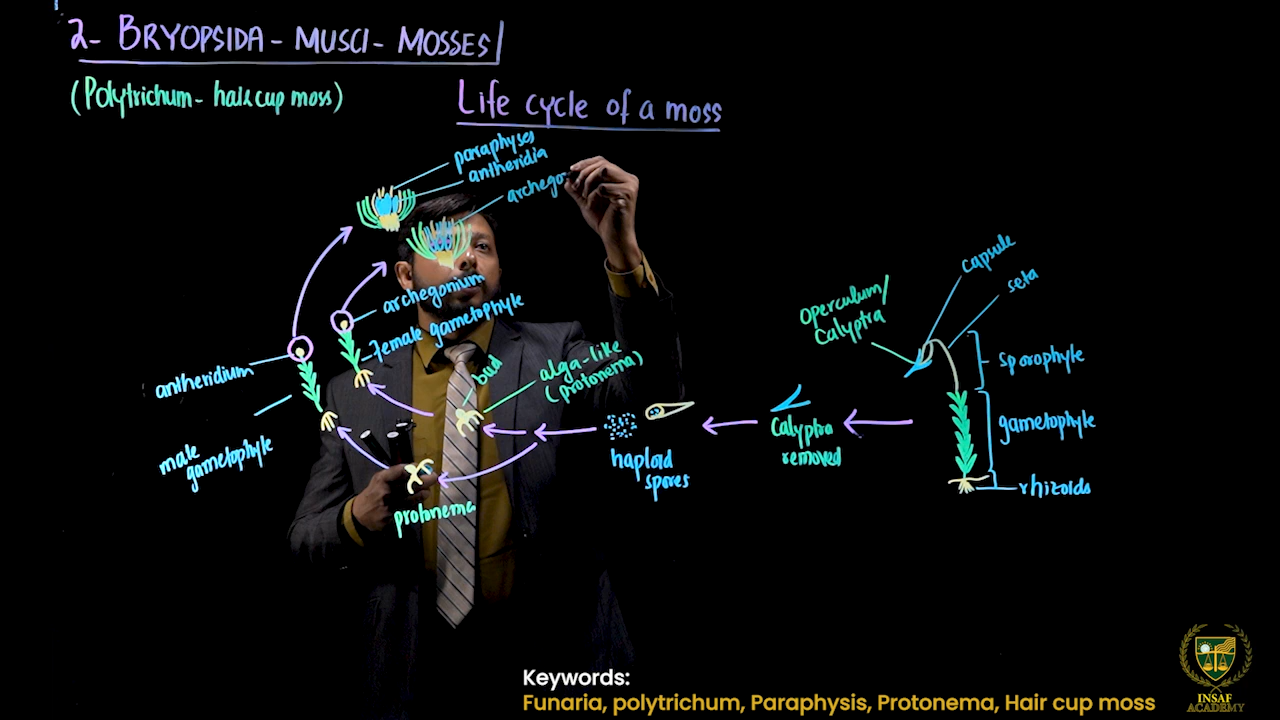 2- BRYOPSIDA - MUSCI - MOSSES
(Polytrichum - hair cup moss)
Life cycle of a moss
paraphyses
antheridia
archego
archegonium
female gametophyte
antheridium
male
gametophyte
bud
alga-like
(protonema)
protonema
haploid
spores
Calyptra
removed
operculum/
Calyptra
capsule
seta
sporophyte
gametophyte
rhizoids
Keywords:
Funaria, polytrichum, Paraphysis, Protonema, Hair cup moss
INSAF
ACADEMY